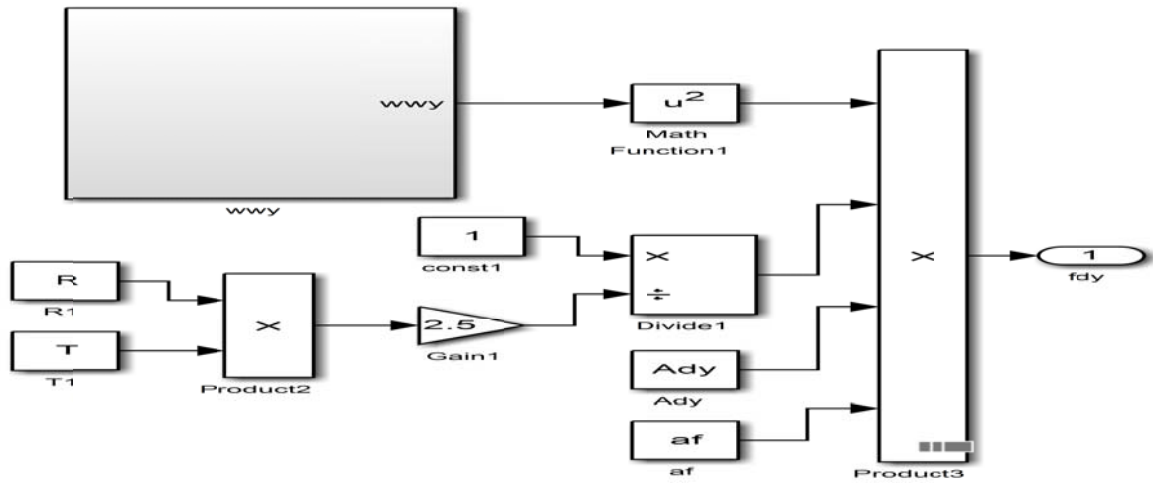 wwy
wwy
u²
Math
Function1
1
const1
R
R1
T
T1
×
Product2
2.5
Gain1
×
÷
Divide1
Ady
Ady
af
af
×
Product3
1
fdy